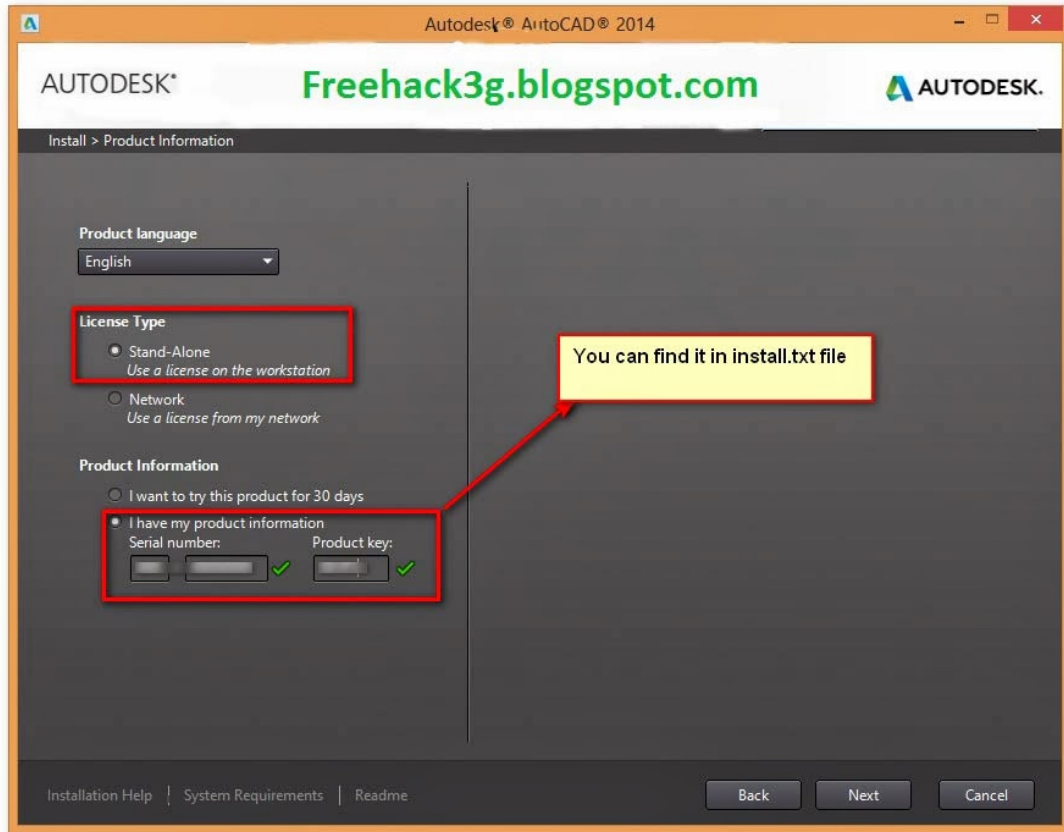 Autodesk® AutoCAD® 2014
AUTODESK®
Freehack3g.blogspot.com
AUTODESK.
Install > Product Information
Product language
English
License Type
Stand-Alone
Use a license on the workstation
You can find it in install.txt file
Network
Use a license from my network
Product Information
I want to try this product for 30 days
I have my product information
Serial number: Product key:
Installation Help | System Requirements | Readme
Back Next Cancel